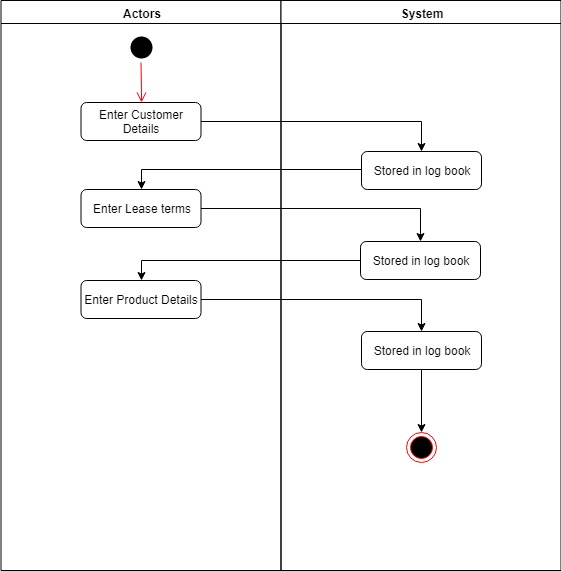 Actors
System
Enter Customer
Details
Stored in log book
Enter Lease terms
Stored in log book
Enter Product Details
Stored in log book